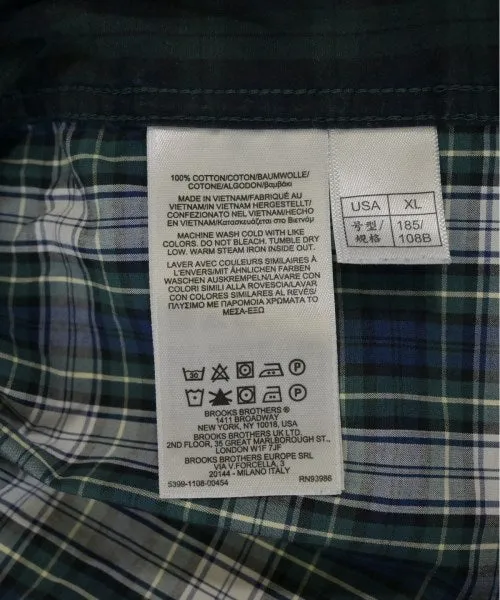 100% COTTON/COTON/BAUMWOLLE/
COTONE/ALGODON/βαμβάκι
MADE IN VIETNAM/FABRIQUÉ AU
VIETNAM/IN VIETNAM HERGESTELLT/
CONFEZIONATO NEL VIETNAM/HECHO
EN VIETNAM/Κατασκευάζεται στο Βιετνάμ
MACHINE WASH COLD WITH LIKE
COLORS. DO NOT BLEACH. TUMBLE DRY
LOW. WARM STEAM IRON INSIDE OUT.
LAVER AVEC COULEURS SIMILAIRES À
L'ENVERS/MIT ÄHNLICHEN FARBEN
WASCHEN AUSKREMPELN/LAVARE CON
COLORI SIMILI ALLA ROVESCIA/LAVAR
CON COLORES SIMILARES AL REVÉS/
ΠΛΥΣΙΜΟ ΜΕ ΠΑΡΟΜΟΙΑ ΧΡΩΜΑΤΑ ΤΟ
ΜΕΣΑ-ΕΞΩ
30
P
P
BROOKS BROTHERS ®
1411 BROADWAY
NEW YORK, NY 10018, USA
BROOKS BROTHERS UK LTD.
2ND FLOOR, 35 GREAT MARLBOROUGH ST.,
LONDON W1F 7JF
BROOKS BROTHERS EUROPE SRL
VIA V.FORCELLA, 3
20144 - MILANO ITALY
5399-1108-00454 RN93986
USA XL
号型 185/
规格 108B